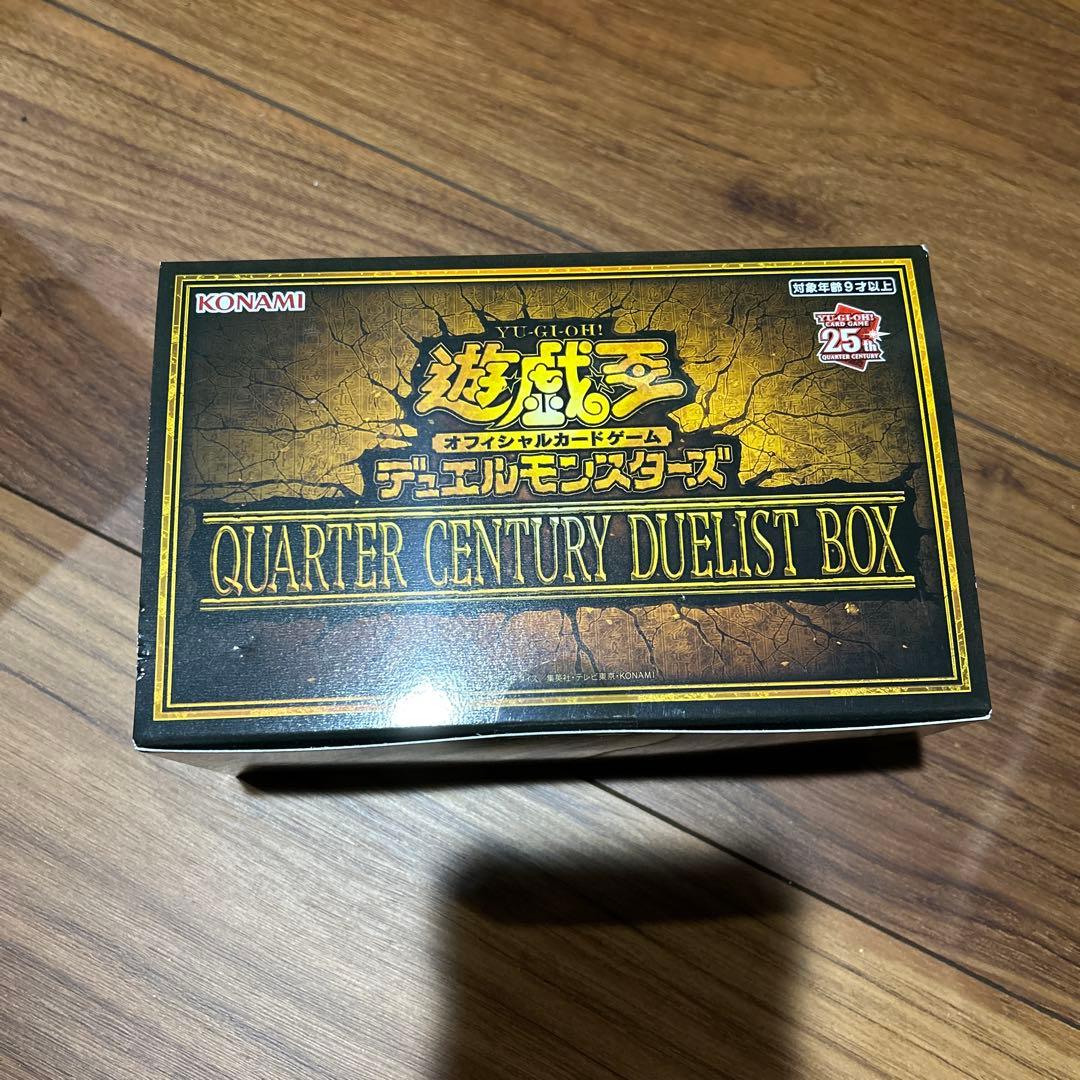 KONAMI
対象年齢9才以上
YU-GI-OH!
CARD GAME
25th
QUARTER CENTURY
YU-GI-OH!
遊戯王
オフィシャルカードゲーム
デュエルモンスターズ
QUARTER CENTURY DUELIST BOX
集英社・テレビ東京・KONAMI